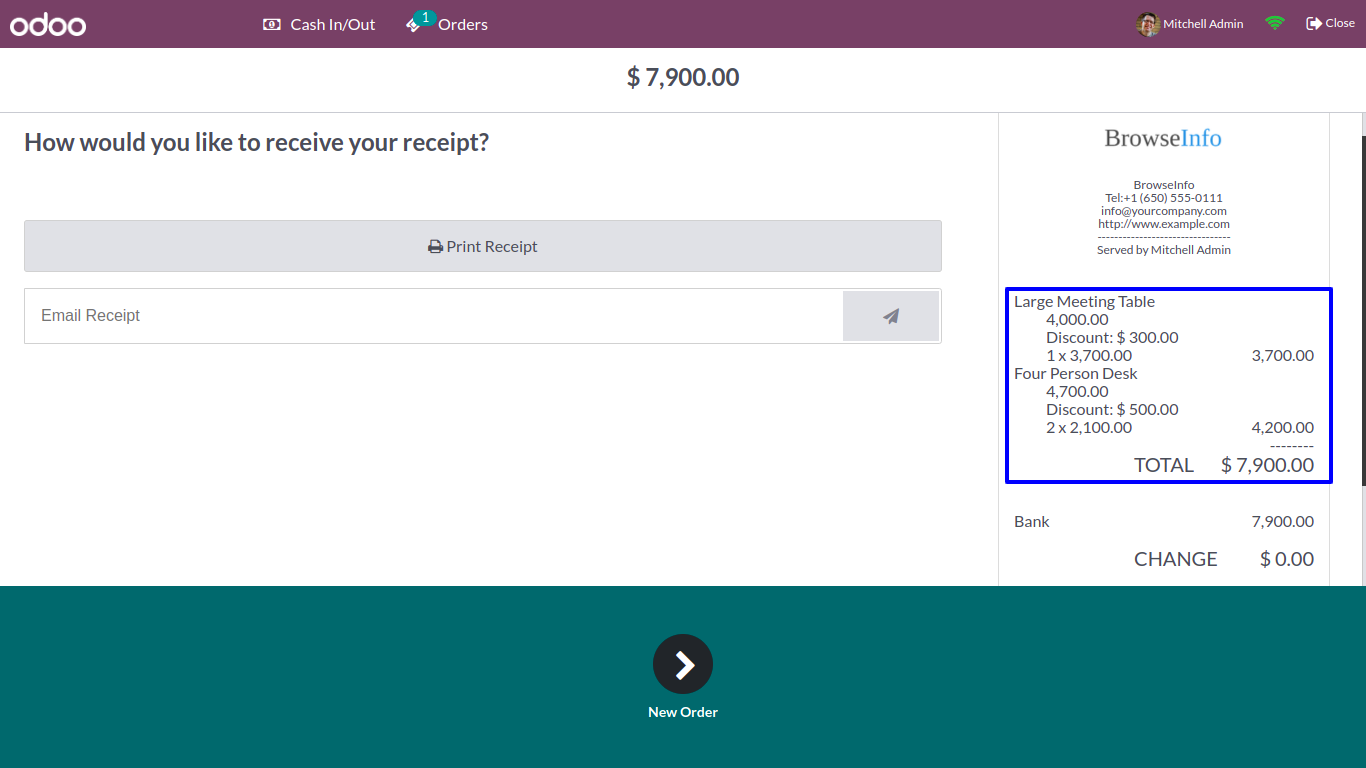 odoo
Cash In/Out
1
Orders
Mitchell Admin
Close
$ 7,900.00
How would you like to receive your receipt?
Print Receipt
Email Receipt
BrowseInfo
BrowseInfo
Tel:+1 (650) 555-0111
info@yourcompany.com
http://www.example.com
--------------------------------
Served by Mitchell Admin
Large Meeting Table
4,000.00
Discount: $ 300.00
1 x 3,700.00 3,700.00
Four Person Desk
4,700.00
Discount: $ 500.00
2 x 2,100.00 4,200.00
--------
TOTAL $ 7,900.00
Bank 7,900.00
CHANGE $ 0.00
New Order